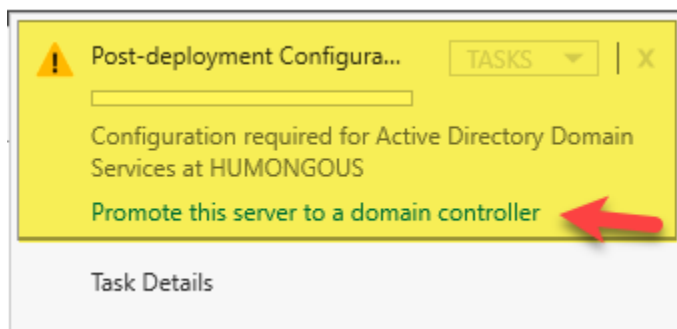 Post-deployment Configura...
TASKS
X
Configuration required for Active Directory Domain
Services at HUMONGOUS
Promote this server to a domain controller
Task Details